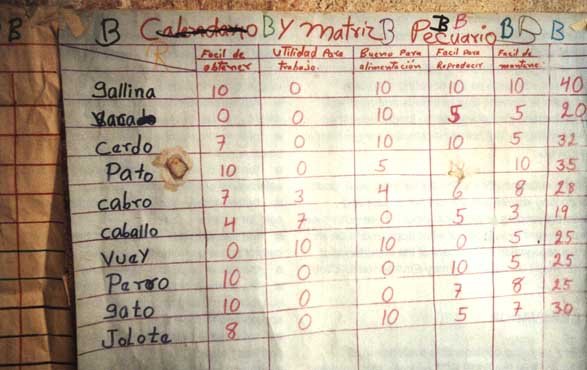 B B Calendario B Y Matriz B Pecuario B B B
B B
R
Facil de Utilidad Para Bueno Para Facil para Facil de
obtener trabajo. alimentación Reproducir mantene
gallina 10 0 10 10 10 40
0 0 10 5 5 20
Cerdo 7 0 10 10 5 32
Pato 10 0 5 10 35
cabro 7 3 4 6 8 28
caballo 4 7 0 5 3 19
Vuey 0 10 10 0 5 25
Perro 10 0 0 10 5 25
gato 10 0 0 7 8 25
Jolote 8 0 10 5 7 30